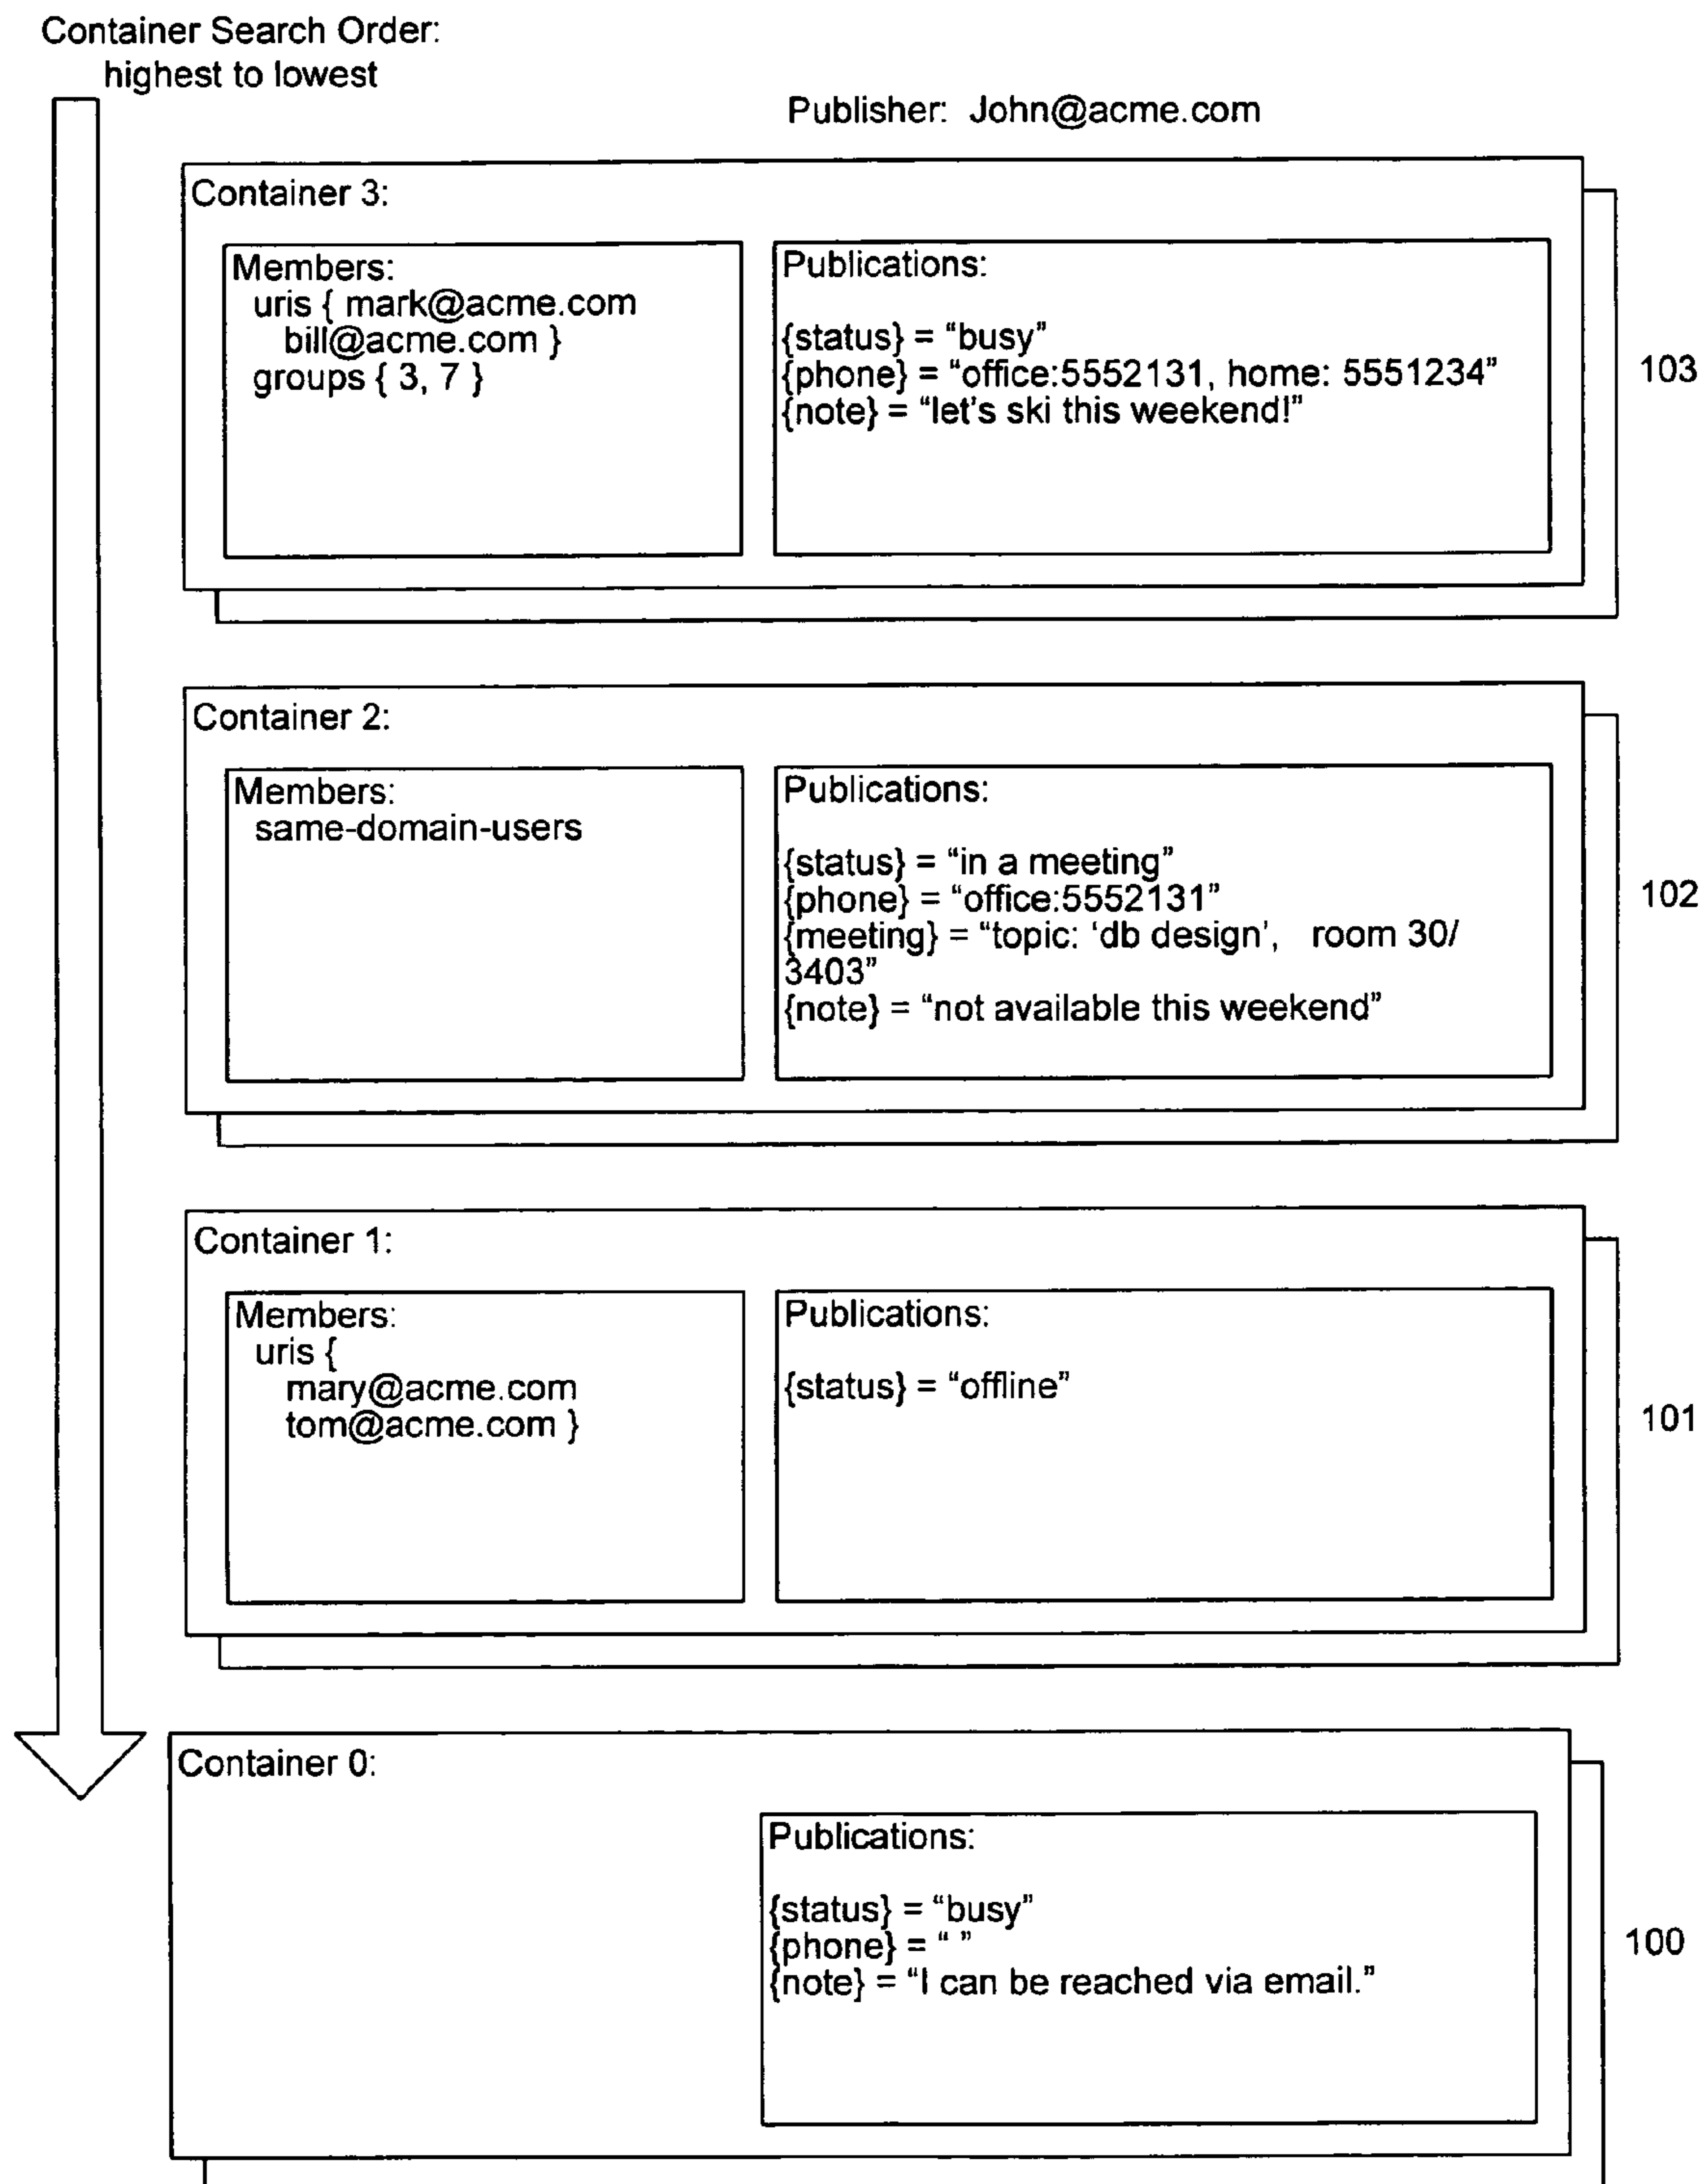 Container Search Order:
highest to lowest
Publisher: John@acme.com
Container 3:
Members:
uris { mark@acme.com
bill@acme.com }
groups { 3, 7 }
Publications:
{status} = “busy”
{phone} = “office:5552131, home: 5551234”
{note} = “let's ski this weekend!”
103
Container 2:
Members:
same-domain-users
Publications:
{status} = “in a meeting”
{phone} = “office:5552131”
{meeting} = “topic: ‘db design’, room 30/
3403”
{note} = “not available this weekend”
102
Container 1:
Members:
uris {
mary@acme.com
tom@acme.com }
Publications:
{status} = “offline”
101
Container 0:
Publications:
{status} = “busy”
{phone} = “ ”
{note} = “I can be reached via email.”
100